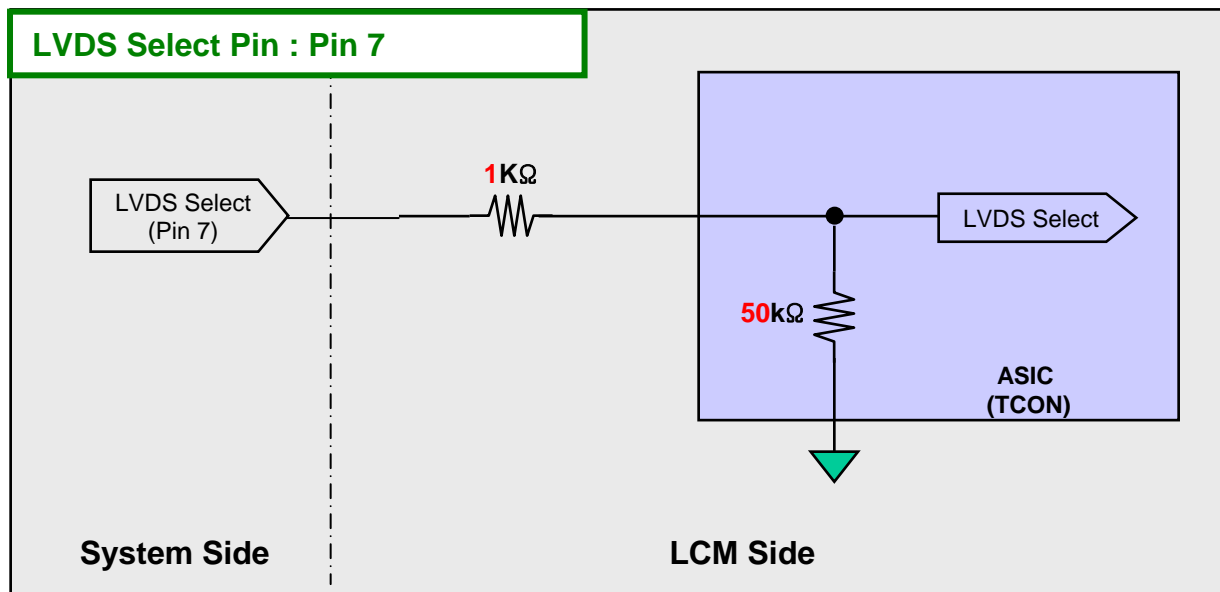 LVDS Select Pin : Pin 7
1KΩ
LVDS Select
(Pin 7)
LVDS Select
50kΩ
ASIC
(TCON)
System Side
LCM Side